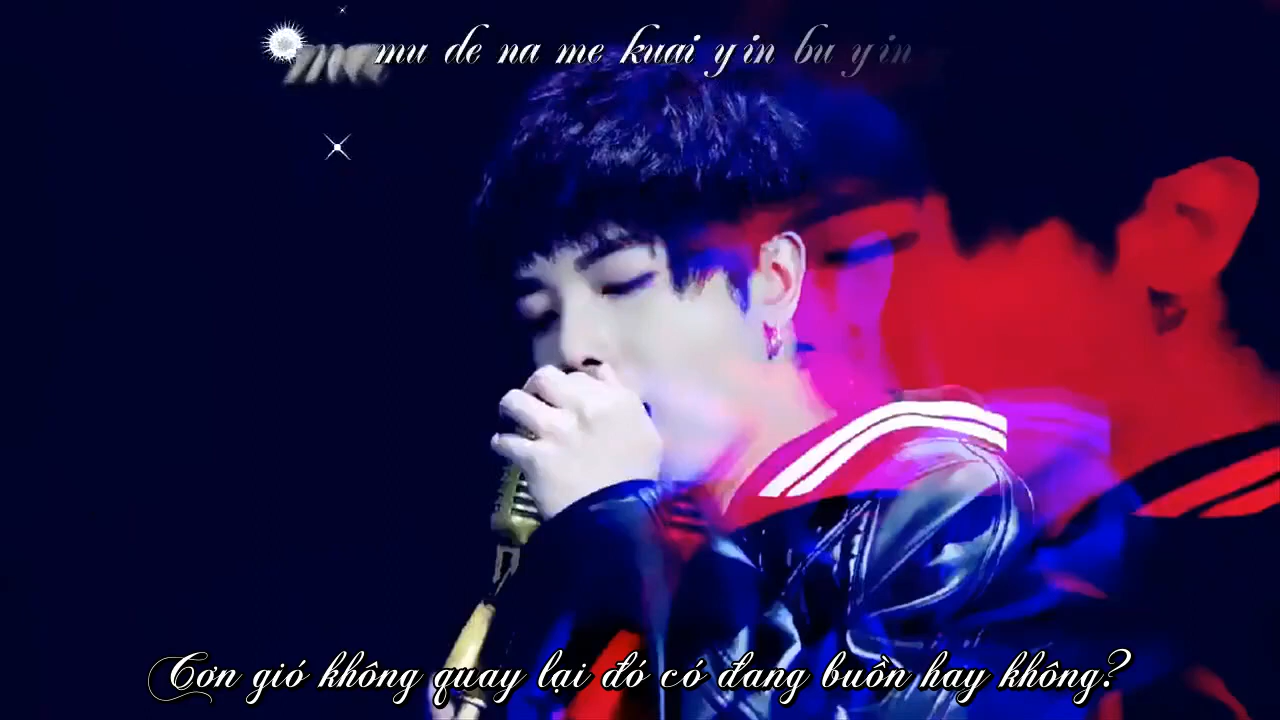 mu de na me kuai yin bu yin
Cơn gió không quay lại đó có đang buồn hay không?